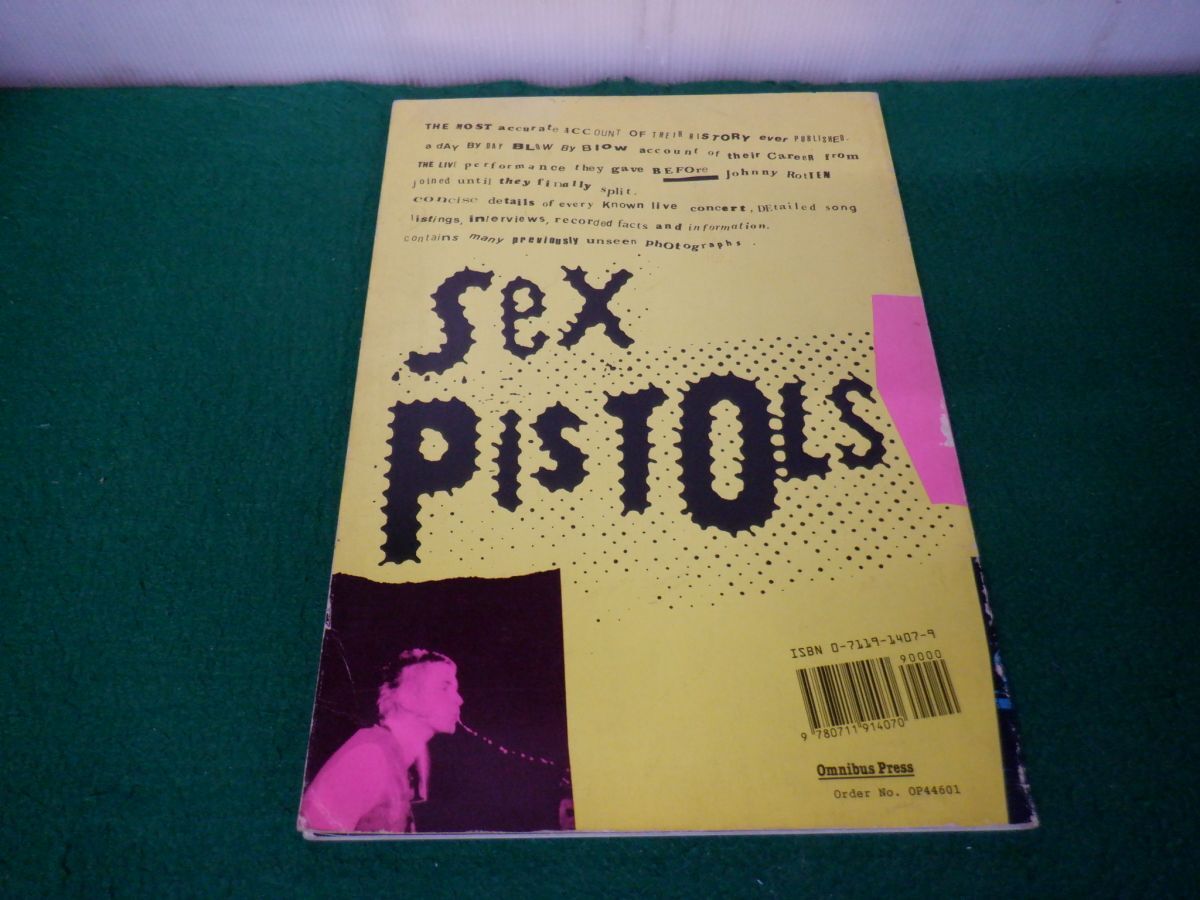 THE MOST accurate ACCOUNT OF THEIR HISTORY ever PUBLISHED.
a dAy BY DAY BLOW By BLOW account of their CareeR from
THE LIVE performance they gave BEFOre Johnny RoTTEN
joined until they finally split.
concise details of every Known live concert, DEtailed song
listings, interviews, recorded facts and information.
contains many previously unseen photographs.
Sex
PISTOLS
ISBN 0-7119-1407-9
90000
9 780711 914070
Omnibus Press
Order No. OP44601